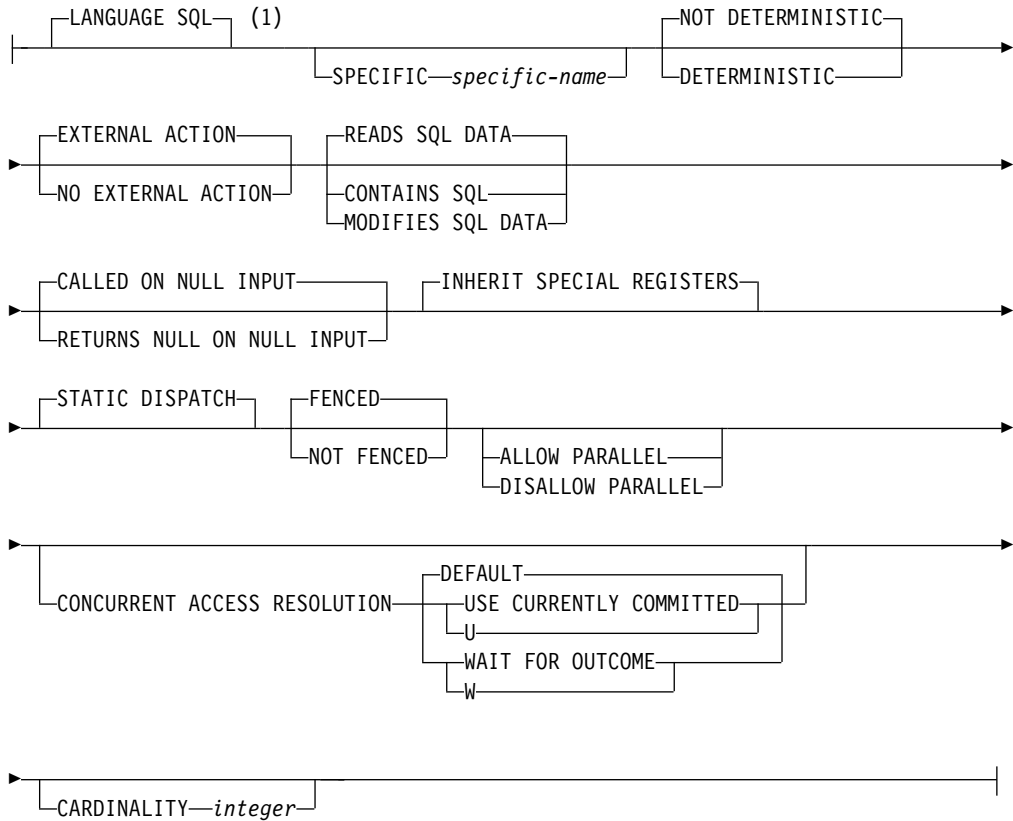 LANGUAGE SQL (1) NOT DETERMINISTIC
SPECIFIC specific-name DETERMINISTIC
EXTERNAL ACTION READS SQL DATA
NO EXTERNAL ACTION CONTAINS SQL
MODIFIES SQL DATA
CALLED ON NULL INPUT INHERIT SPECIAL REGISTERS
RETURNS NULL ON NULL INPUT
STATIC DISPATCH FENCED
NOT FENCED ALLOW PARALLEL
DISALLOW PARALLEL
DEFAULT
CONCURRENT ACCESS RESOLUTION USE CURRENTLY COMMITTED
U
WAIT FOR OUTCOME
W
CARDINALITY integer